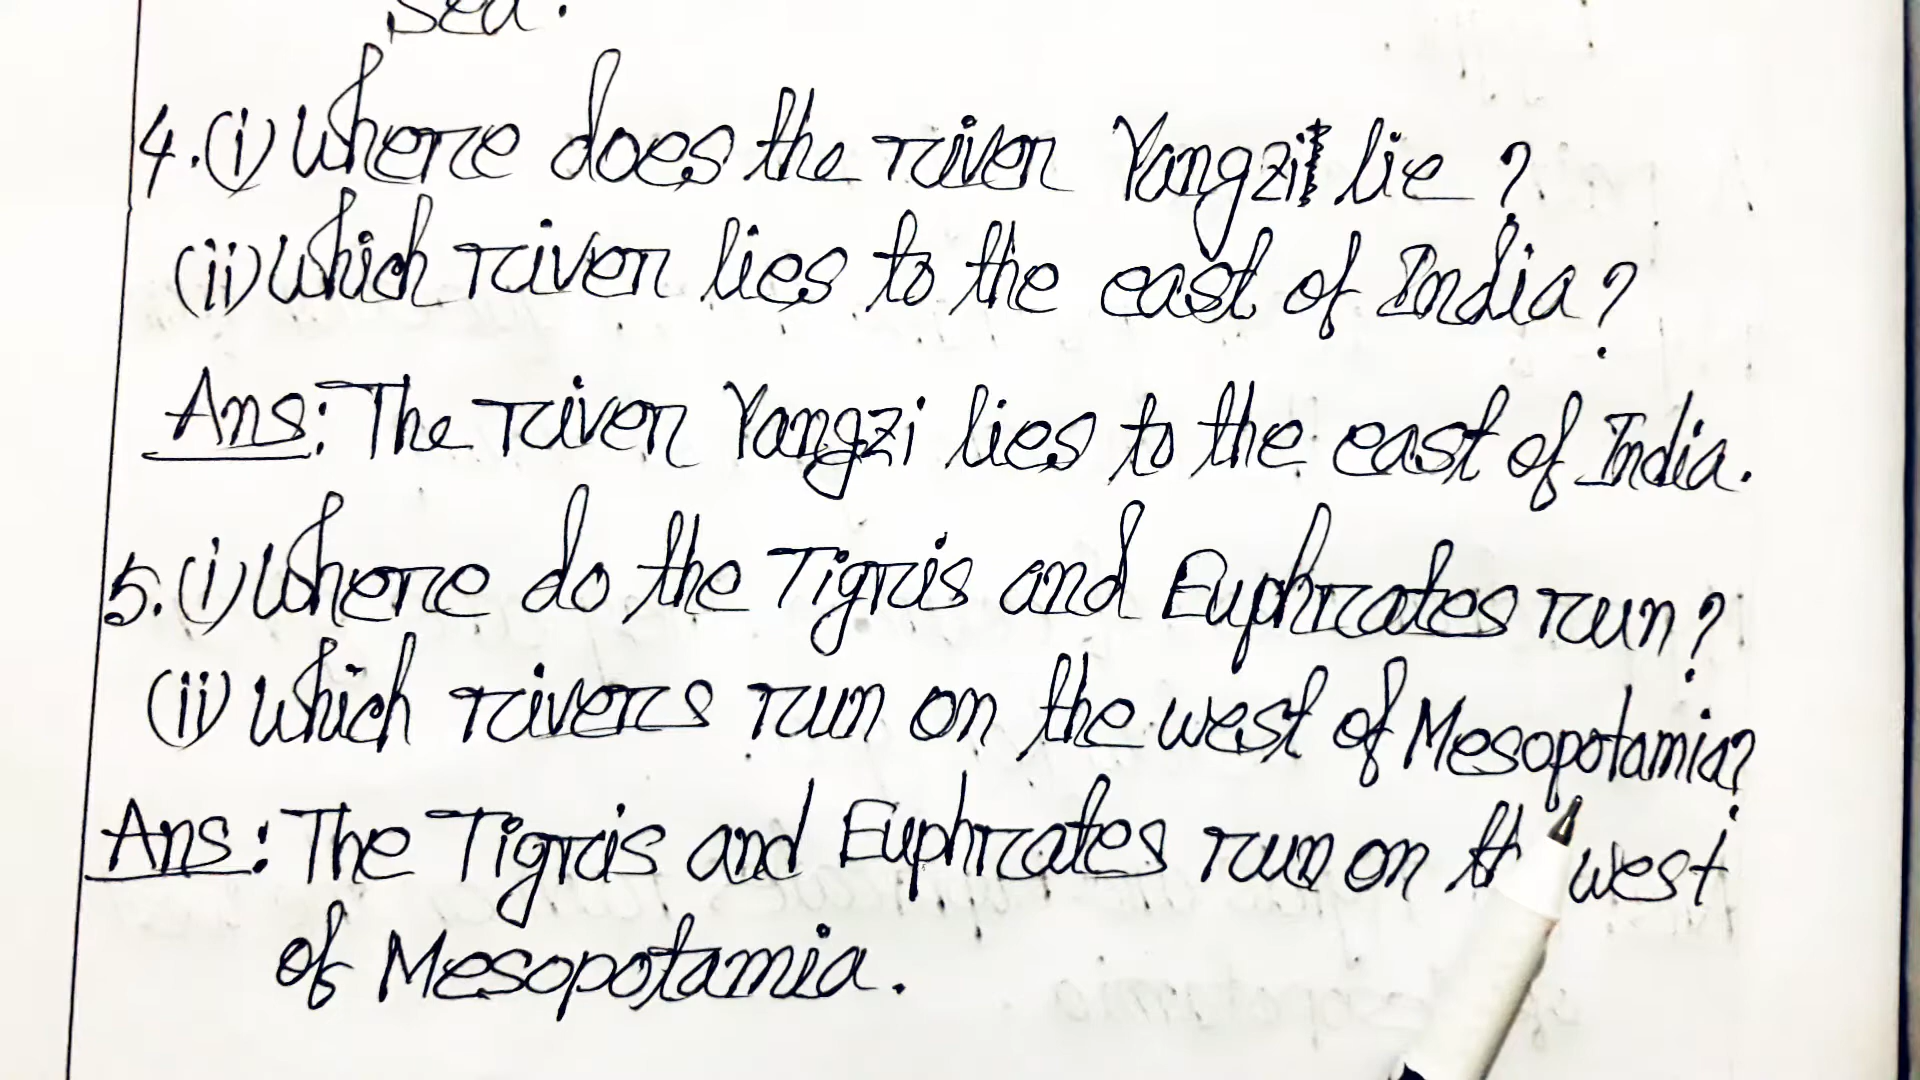 sea.
4.(i) Where does the river Yangzi lie ?
(ii) Which river lies to the east of India?
Ans: The river Yangzi lies to the east of India.
5.(i) Where do the Tigris and Euphrates run?
(ii) Which rivers run on the west of Mesopotamia?
Ans: The Tigris and Euphrates run on th west
of Mesopotamia.